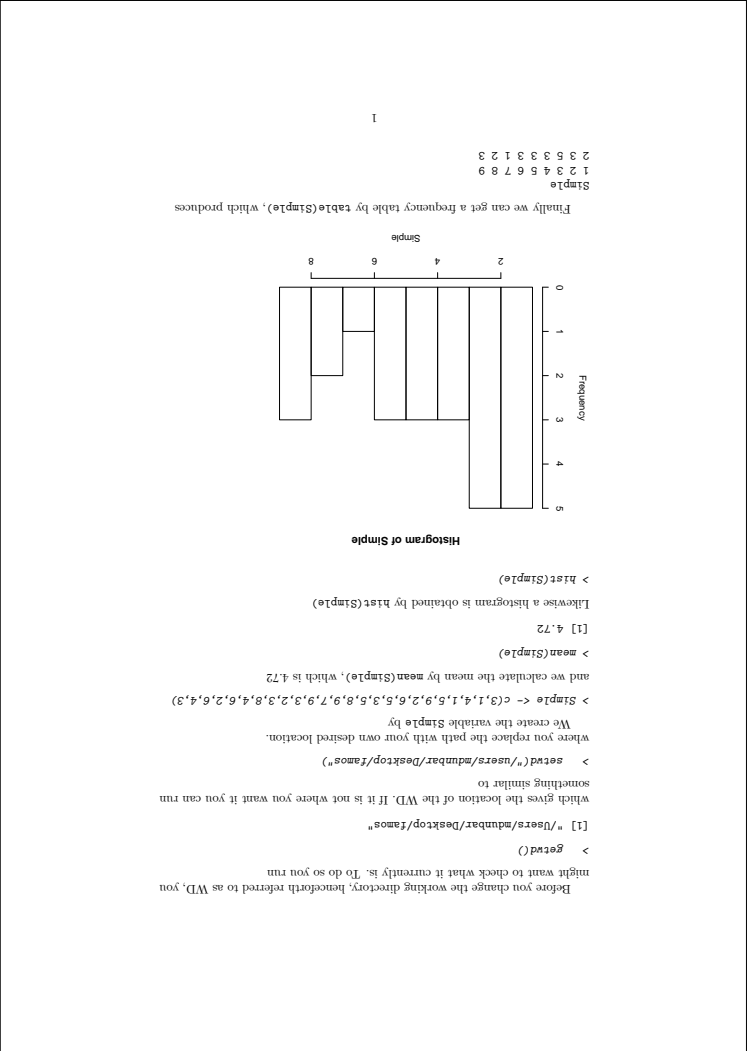 Before you change the working directory, henceforth referred to as WD, you
might want to check what it currently is. To do so you run
> getwd()
[1] "/Users/mdunbar/Desktop/famos"
which gives the location of the WD. If it is not where you want it you can run
something similar to
> setwd("/users/mdunbar/Desktop/famos")
where you replace the path with your own desired location.
We create the variable Simple by
> Simple <- c(3,1,4,1,5,9,2,6,5,3,5,8,9,7,9,3,2,3,8,4,6,2,6,4,3)
and we calculate the mean by mean(Simple), which is 4.72
> mean(Simple)
[1] 4.72
Likewise a histogram is obtained by hist(Simple)
> hist(Simple)
Histogram of Simple
Frequency
0 1 2 3 4 5
2 4 6 8
Simple
Finally we can get a frequency table by table(Simple), which produces
Simple
1 2 3 4 5 6 7 8 9
2 3 5 3 3 3 1 2 3
1